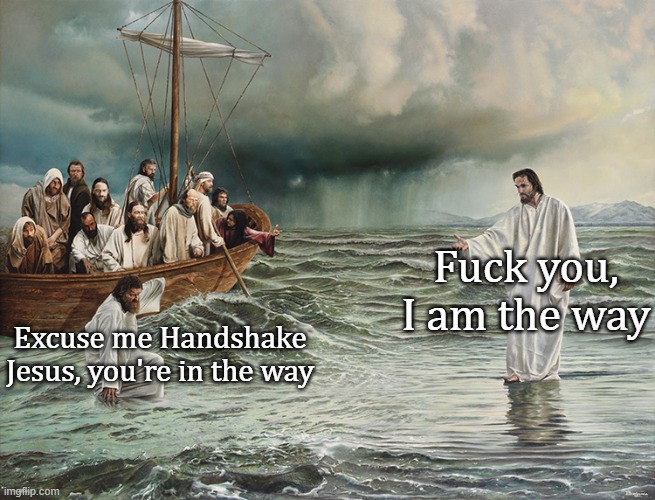 Excuse me Handshake
Jesus, you're in the way
Fuck you,
I am the way
imgflip.com